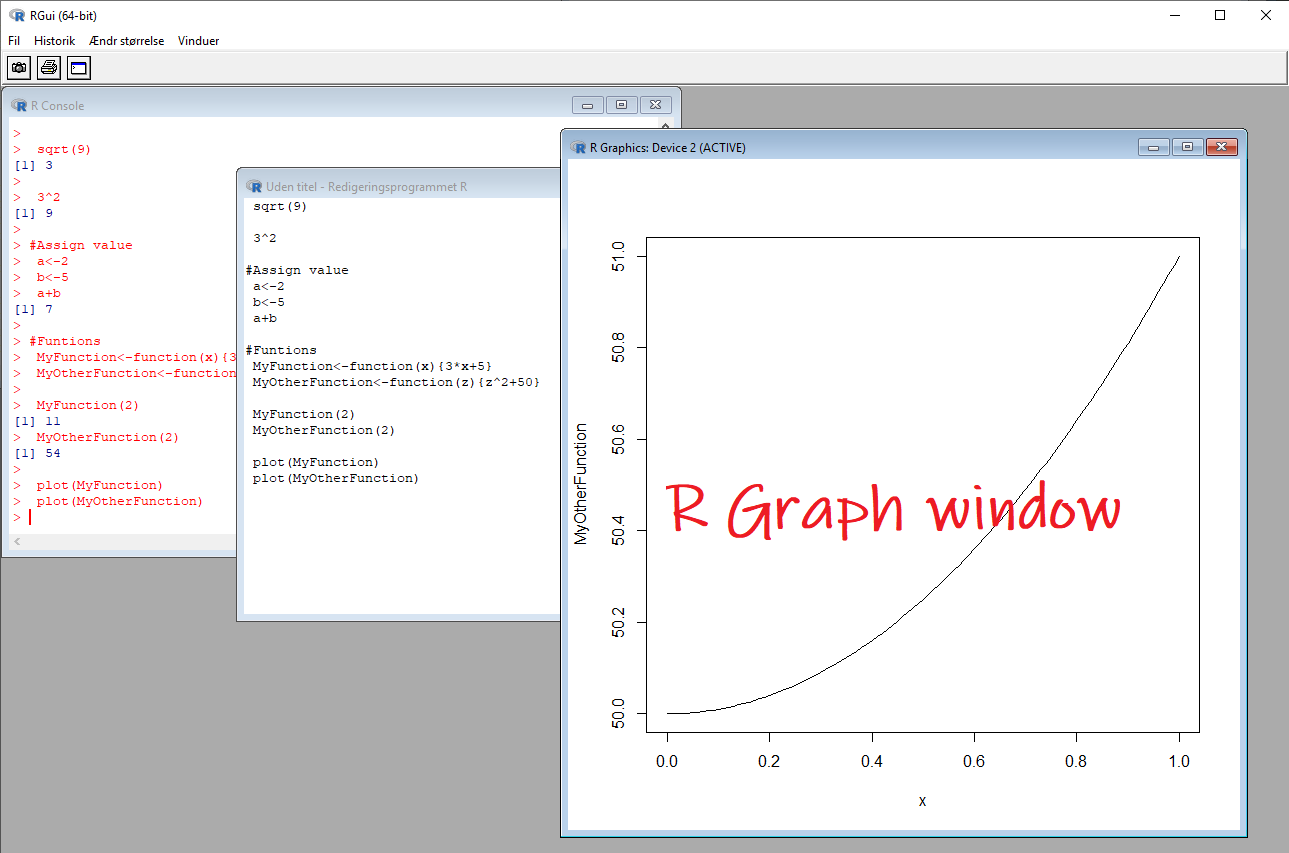 RGui (64-bit)
Fil Historik Ændr størrelse Vinduer
R Console
>
> sqrt(9)
[1] 3
>
> 3^2
[1] 9
>
> #Assign value
> a<-2
> b<-5
> a+b
[1] 7
>
> #Funtions
> MyFunction<-function(x){3
> MyOtherFunction<-function
>
> MyFunction(2)
[1] 11
> MyOtherFunction(2)
[1] 54
>
> plot(MyFunction)
> plot(MyOtherFunction)
>
Uden titel - Redigeringsprogrammet R
sqrt(9)
3^2
#Assign value
a<-2
b<-5
a+b
#Funtions
MyFunction<-function(x){3*x+5}
MyOtherFunction<-function(z){z^2+50}
MyFunction(2)
MyOtherFunction(2)
plot(MyFunction)
plot(MyOtherFunction)
R Graphics: Device 2 (ACTIVE)
51.0
50.8
50.6
50.4
50.2
50.0
MyOtherFunction
R Graph window
0.0 0.2 0.4 0.6 0.8 1.0
x